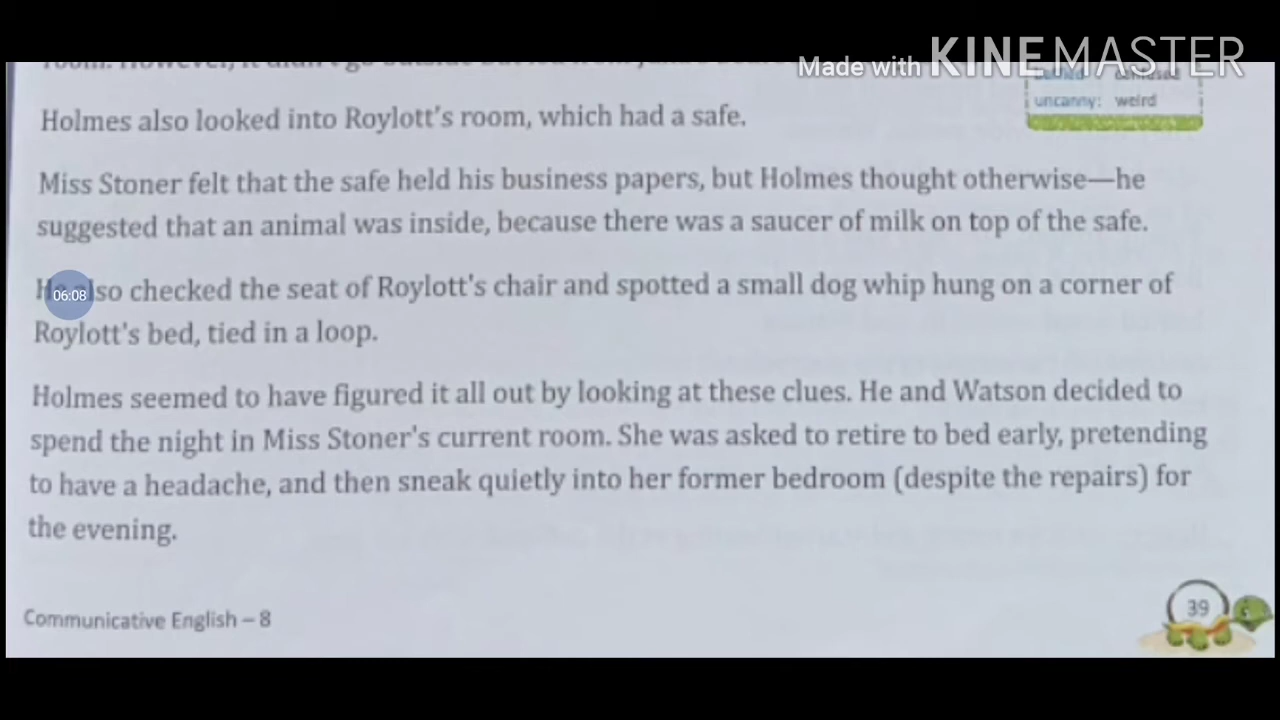 Made with KINEMASTER
uncanny: weird
Holmes also looked into Roylott's room, which had a safe.
Miss Stoner felt that the safe held his business papers, but Holmes thought otherwise—he
suggested that an animal was inside, because there was a saucer of milk on top of the safe.
He also checked the seat of Roylott's chair and spotted a small dog whip hung on a corner of
06:08
Roylott's bed, tied in a loop.
Holmes seemed to have figured it all out by looking at these clues. He and Watson decided to
spend the night in Miss Stoner's current room. She was asked to retire to bed early, pretending
to have a headache, and then sneak quietly into her former bedroom (despite the repairs) for
the evening.
Communicative English – 8
39